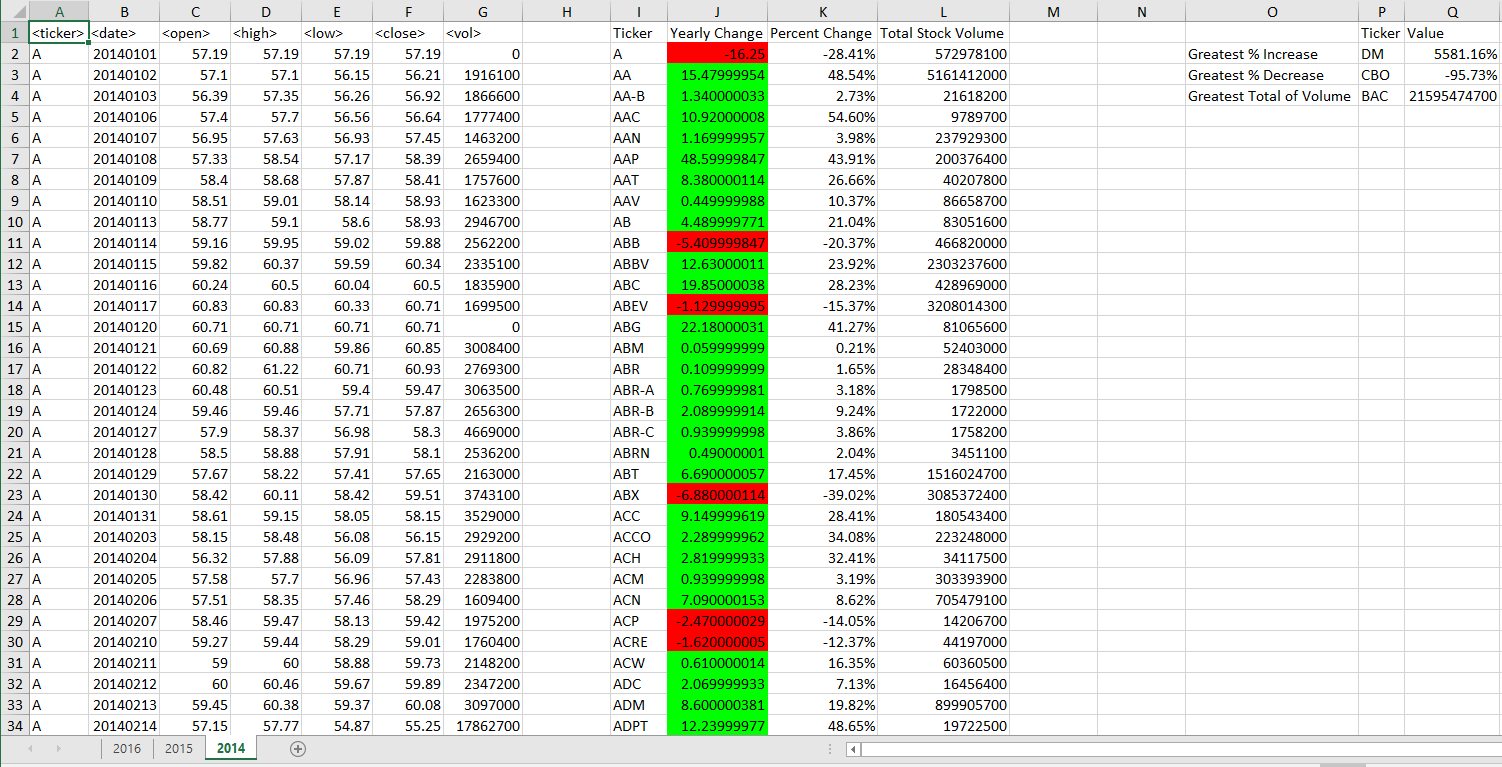 A B C D E F G H I J K L M N O P Q
1 <ticker> <date> <open> <high> <low> <close> <vol> Ticker Yearly Change Percent Change Total Stock Volume Ticker Value
2 A 20140101 57.19 57.19 57.19 57.19 0 A -16.25 -28.41% 572978100 Greatest % Increase DM 5581.16%
3 A 20140102 57.1 57.1 56.15 56.21 1916100 AA 15.47999954 48.54% 5161412000 Greatest % Decrease CBO -95.73%
4 A 20140103 56.39 57.35 56.26 56.92 1866600 AA-B 1.340000033 2.73% 21618200 Greatest Total of Volume BAC 21595474700
5 A 20140106 57.4 57.7 56.56 56.64 1777400 AAC 10.92000008 54.60% 9789700
6 A 20140107 56.95 57.63 56.93 57.45 1463200 AAN 1.169999957 3.98% 237929300
7 A 20140108 57.33 58.54 57.17 58.39 2659400 AAP 48.59999847 43.91% 200376400
8 A 20140109 58.4 58.68 57.87 58.41 1757600 AAT 8.380000114 26.66% 40207800
9 A 20140110 58.51 59.01 58.14 58.93 1623300 AAV 0.449999988 10.37% 86658700
10 A 20140113 58.77 59.1 58.6 58.93 2946700 AB 4.489999771 21.04% 83051600
11 A 20140114 59.16 59.95 59.02 59.88 2562200 ABB -5.409999847 -20.37% 466820000
12 A 20140115 59.82 60.37 59.59 60.34 2335100 ABBV 12.63000011 23.92% 2303237600
13 A 20140116 60.24 60.5 60.04 60.5 1835900 ABC 19.85000038 28.23% 428969000
14 A 20140117 60.83 60.83 60.33 60.71 1699500 ABEV -1.129999995 -15.37% 3208014300
15 A 20140120 60.71 60.71 60.71 60.71 0 ABG 22.18000031 41.27% 81065600
16 A 20140121 60.69 60.88 59.86 60.85 3008400 ABM 0.059999999 0.21% 52403000
17 A 20140122 60.82 61.22 60.71 60.93 2769300 ABR 0.109999999 1.65% 28348400
18 A 20140123 60.48 60.51 59.4 59.47 3063500 ABR-A 0.769999981 3.18% 1798500
19 A 20140124 59.46 59.46 57.71 57.87 2656300 ABR-B 2.089999914 9.24% 1722000
20 A 20140127 57.9 58.37 56.98 58.3 4669000 ABR-C 0.939999998 3.86% 1758200
21 A 20140128 58.5 58.88 57.91 58.1 2536200 ABRN 0.49000001 2.04% 3451100
22 A 20140129 57.67 58.22 57.41 57.65 2163000 ABT 6.690000057 17.45% 1516024700
23 A 20140130 58.42 60.11 58.42 59.51 3743100 ABX -6.880000114 -39.02% 3085372400
24 A 20140131 58.61 59.15 58.05 58.15 3529000 ACC 9.149999619 28.41% 180543400
25 A 20140203 58.15 58.48 56.08 56.15 2929200 ACCO 2.289999962 34.08% 223248000
26 A 20140204 56.32 57.88 56.09 57.81 2911800 ACH 2.819999933 32.41% 34117500
27 A 20140205 57.58 57.7 56.96 57.43 2283800 ACM 0.939999998 3.19% 303393900
28 A 20140206 57.51 58.35 57.46 58.29 1609400 ACN 7.090000153 8.62% 705479100
29 A 20140207 58.46 59.47 58.13 59.42 1975200 ACP -2.470000029 -14.05% 14206700
30 A 20140210 59.27 59.44 58.29 59.01 1760400 ACRE -1.620000005 -12.37% 44197000
31 A 20140211 59 60 58.88 59.73 2148200 ACW 0.610000014 16.35% 60360500
32 A 20140212 60 60.46 59.67 59.89 2347200 ADC 2.069999933 7.13% 16456400
33 A 20140213 59.45 60.38 59.37 60.08 3097000 ADM 8.600000381 19.82% 899905700
34 A 20140214 57.15 57.77 54.87 55.25 17862700 ADPT 12.23999977 48.65% 19722500
2016 2015 2014